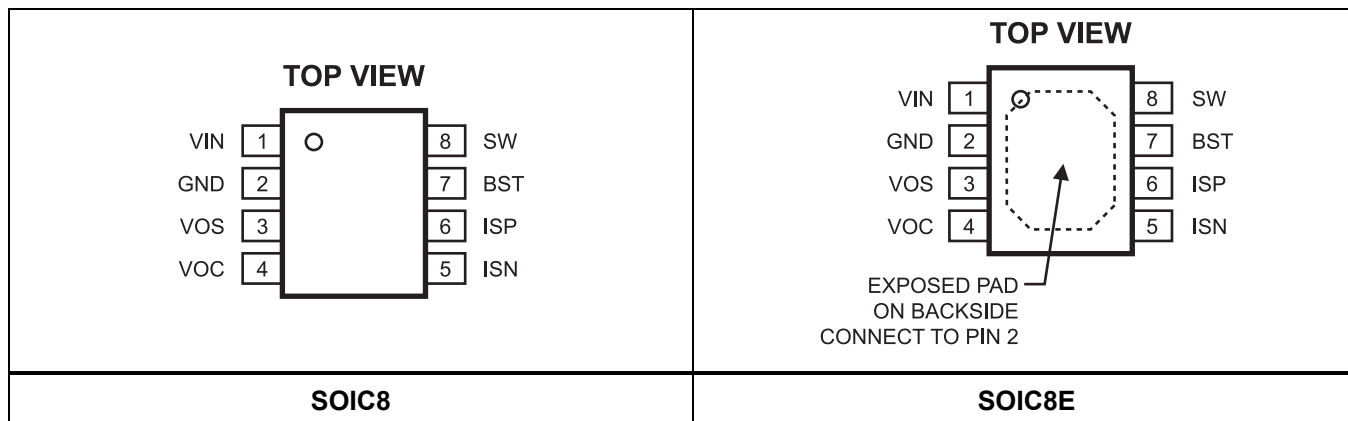 TOP VIEW
VIN 1 8 SW
GND 2 7 BST
VOS 3 6 ISP
VOC 4 5 ISN
SOIC8
TOP VIEW
VIN 1 8 SW
GND 2 7 BST
VOS 3 6 ISP
VOC 4 5 ISN
EXPOSED PAD
ON BACKSIDE
CONNECT TO PIN 2
SOIC8E